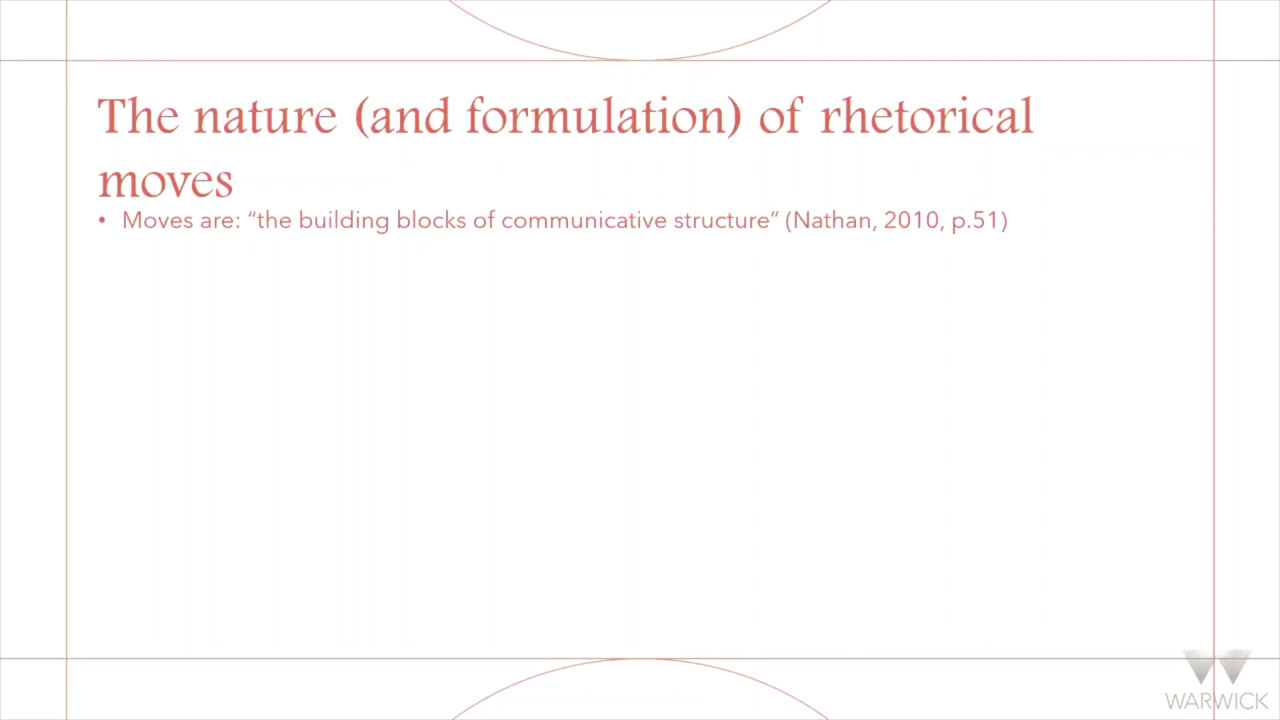 The nature (and formulation) of rhetorical
moves
• Moves are: “the building blocks of communicative structure” (Nathan, 2010, p.51)
WARWICK